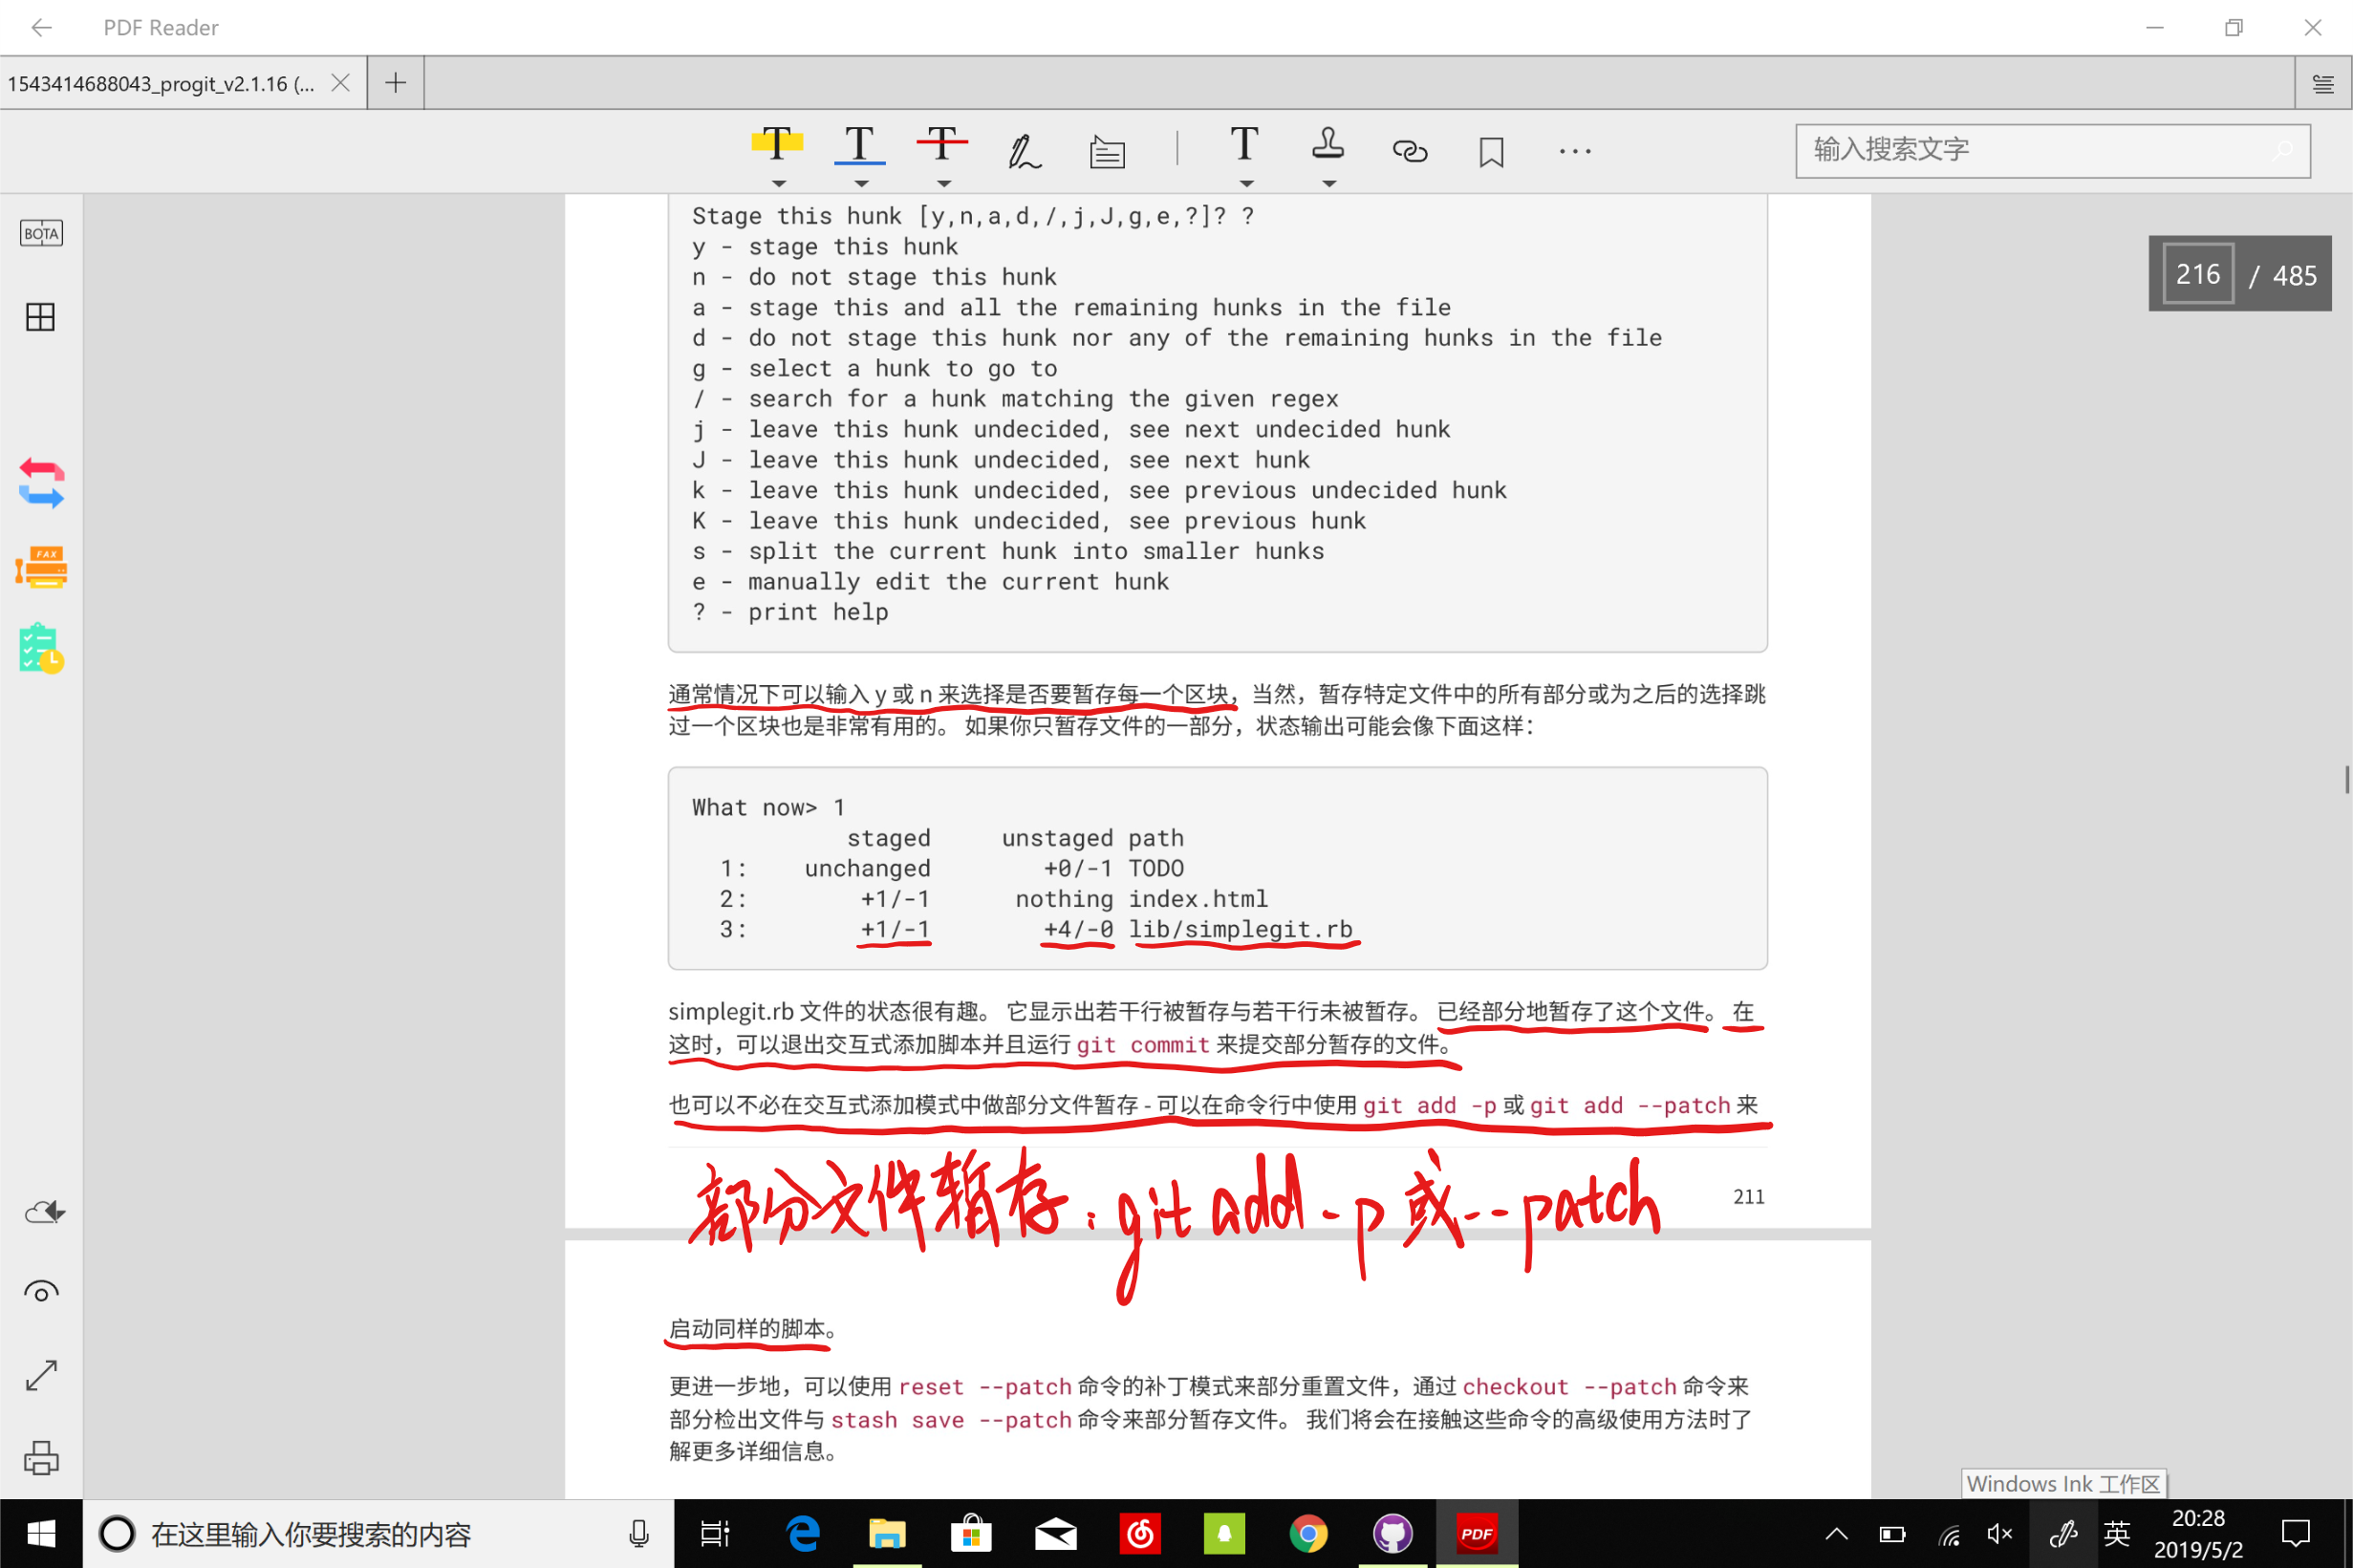 PDF Reader
1543414688043_progit_v2.1.16 (...
T T T T ...
输入搜索文字
BOTA
216 / 485
FAX
Stage this hunk [y,n,a,d,/,j,J,g,e,?]? ?
y - stage this hunk
n - do not stage this hunk
a - stage this and all the remaining hunks in the file
d - do not stage this hunk nor any of the remaining hunks in the file
g - select a hunk to go to
/ - search for a hunk matching the given regex
j - leave this hunk undecided, see next undecided hunk
J - leave this hunk undecided, see next hunk
k - leave this hunk undecided, see previous undecided hunk
K - leave this hunk undecided, see previous hunk
s - split the current hunk into smaller hunks
e - manually edit the current hunk
? - print help
通常情况下可以输入 y 或 n 来选择是否要暂存每一个区块，当然，暂存特定文件中的所有部分或为之后的选择跳
过一个区块也是非常有用的。 如果你只暂存文件的一部分，状态输出可能会像下面这样：
What now> 1
staged unstaged path
1: unchanged +0/-1 TODO
2: +1/-1 nothing index.html
3: +1/-1 +4/-0 lib/simplegit.rb
simplegit.rb 文件的状态很有趣。 它显示出若干行被暂存与若干行未被暂存。 已经部分地暂存了这个文件。 在
这时，可以退出交互式添加脚本并且运行 git commit 来提交部分暂存的文件。
也可以不必在交互式添加模式中做部分文件暂存 - 可以在命令行中使用 git add -p 或 git add --patch 来
部分文件暂存：git add -p 或 --patch
211
启动同样的脚本。
更进一步地，可以使用 reset --patch 命令的补丁模式来部分重置文件，通过 checkout --patch 命令来
部分检出文件与 stash save --patch 命令来部分暂存文件。 我们将会在接触这些命令的高级使用方法时了
解更多详细信息。
Windows Ink 工作区
在这里输入你要搜索的内容
PDF
英
20:28
2019/5/2